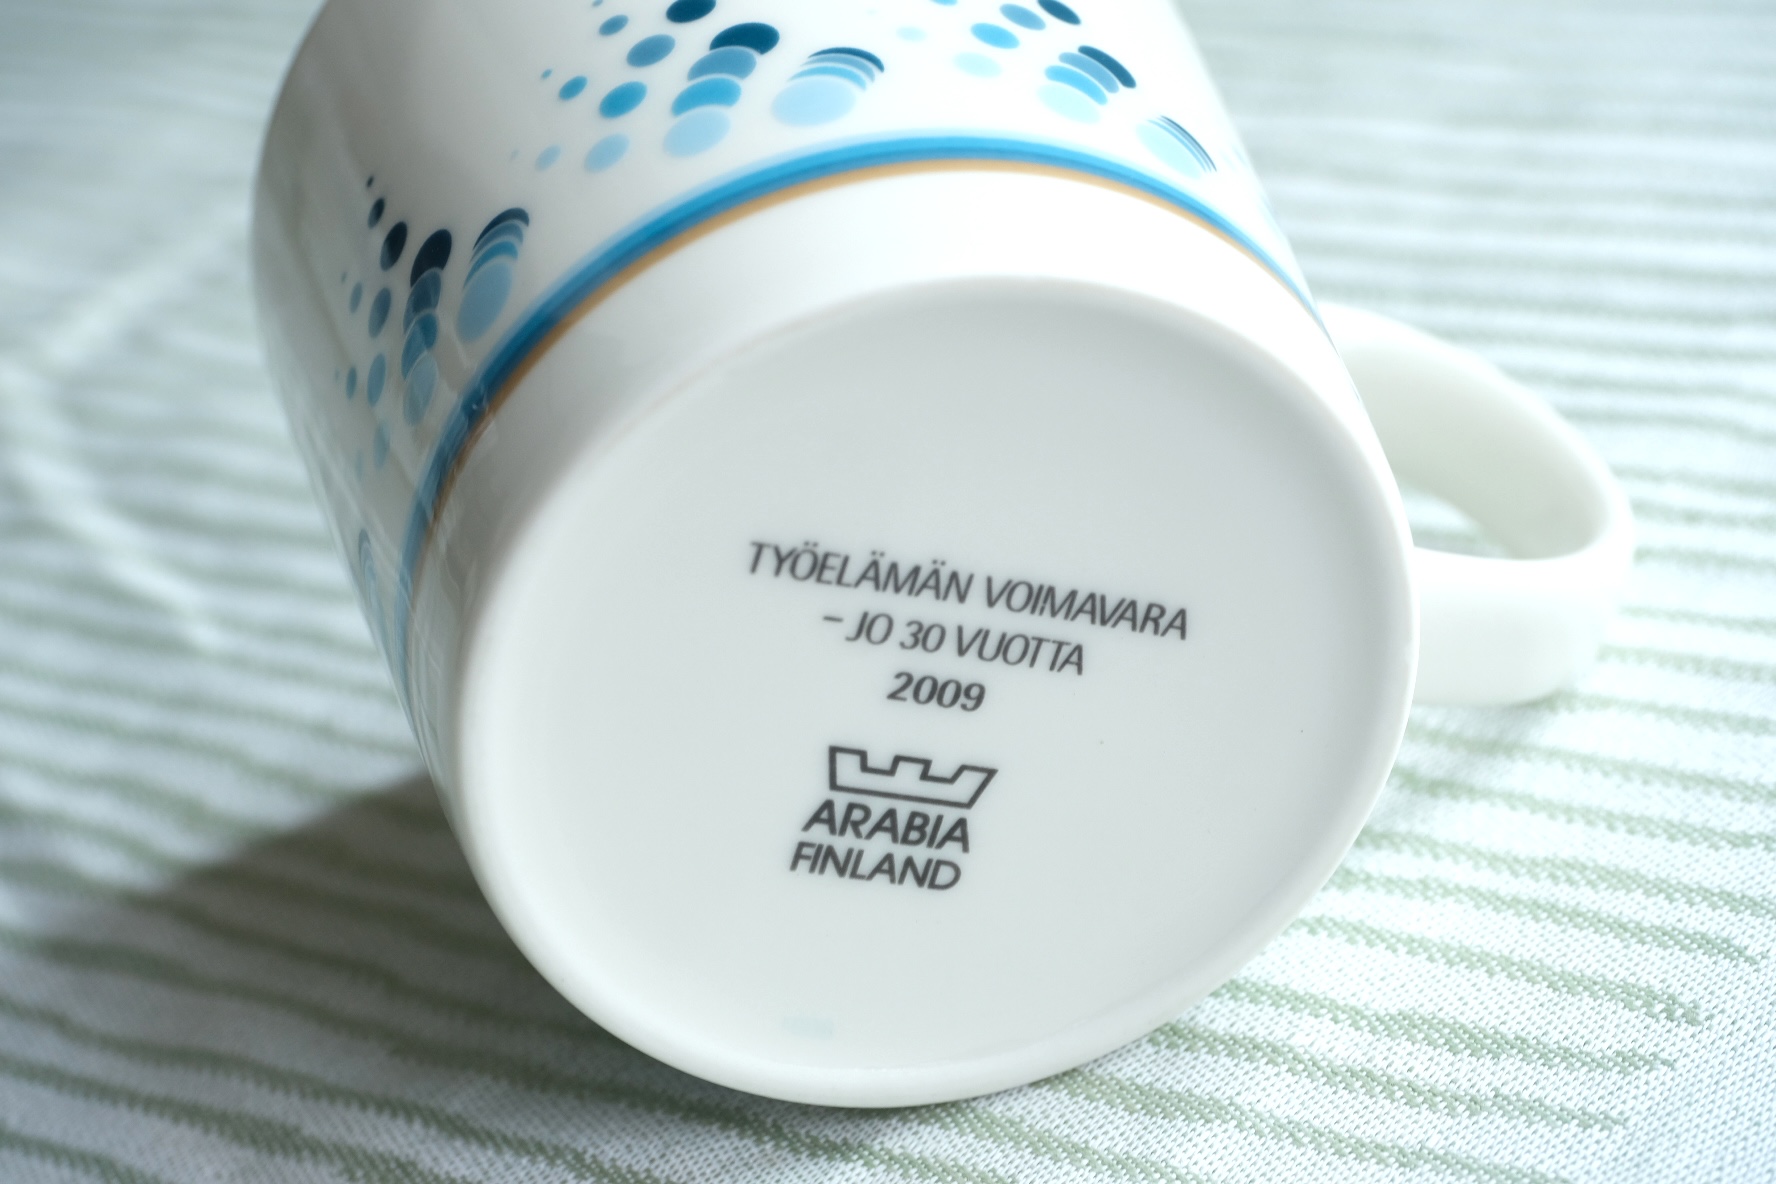 TYÖELÄMÄN VOIMAVARA
– JO 30 VUOTTA
2009
ARABIA
FINLAND